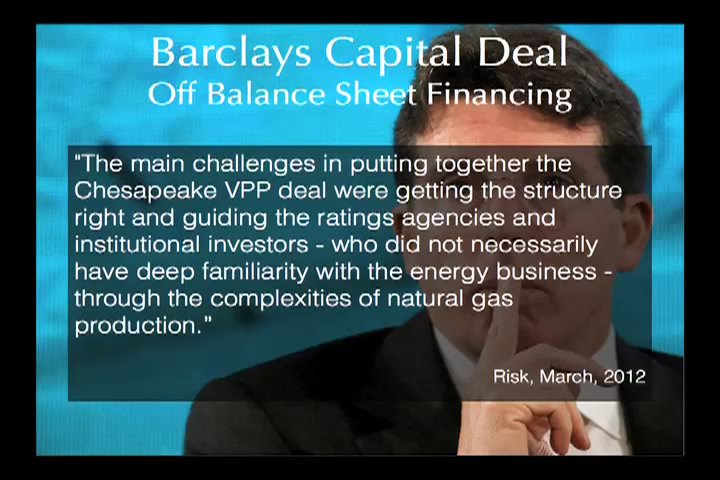 Barclays Capital Deal
Off Balance Sheet Financing
"The main challenges in putting together the
Chesapeake VPP deal were getting the structure
right and guiding the ratings agencies and
institutional investors - who did not necessarily
have deep familiarity with the energy business -
through the complexities of natural gas
production.”
Risk, March, 2012